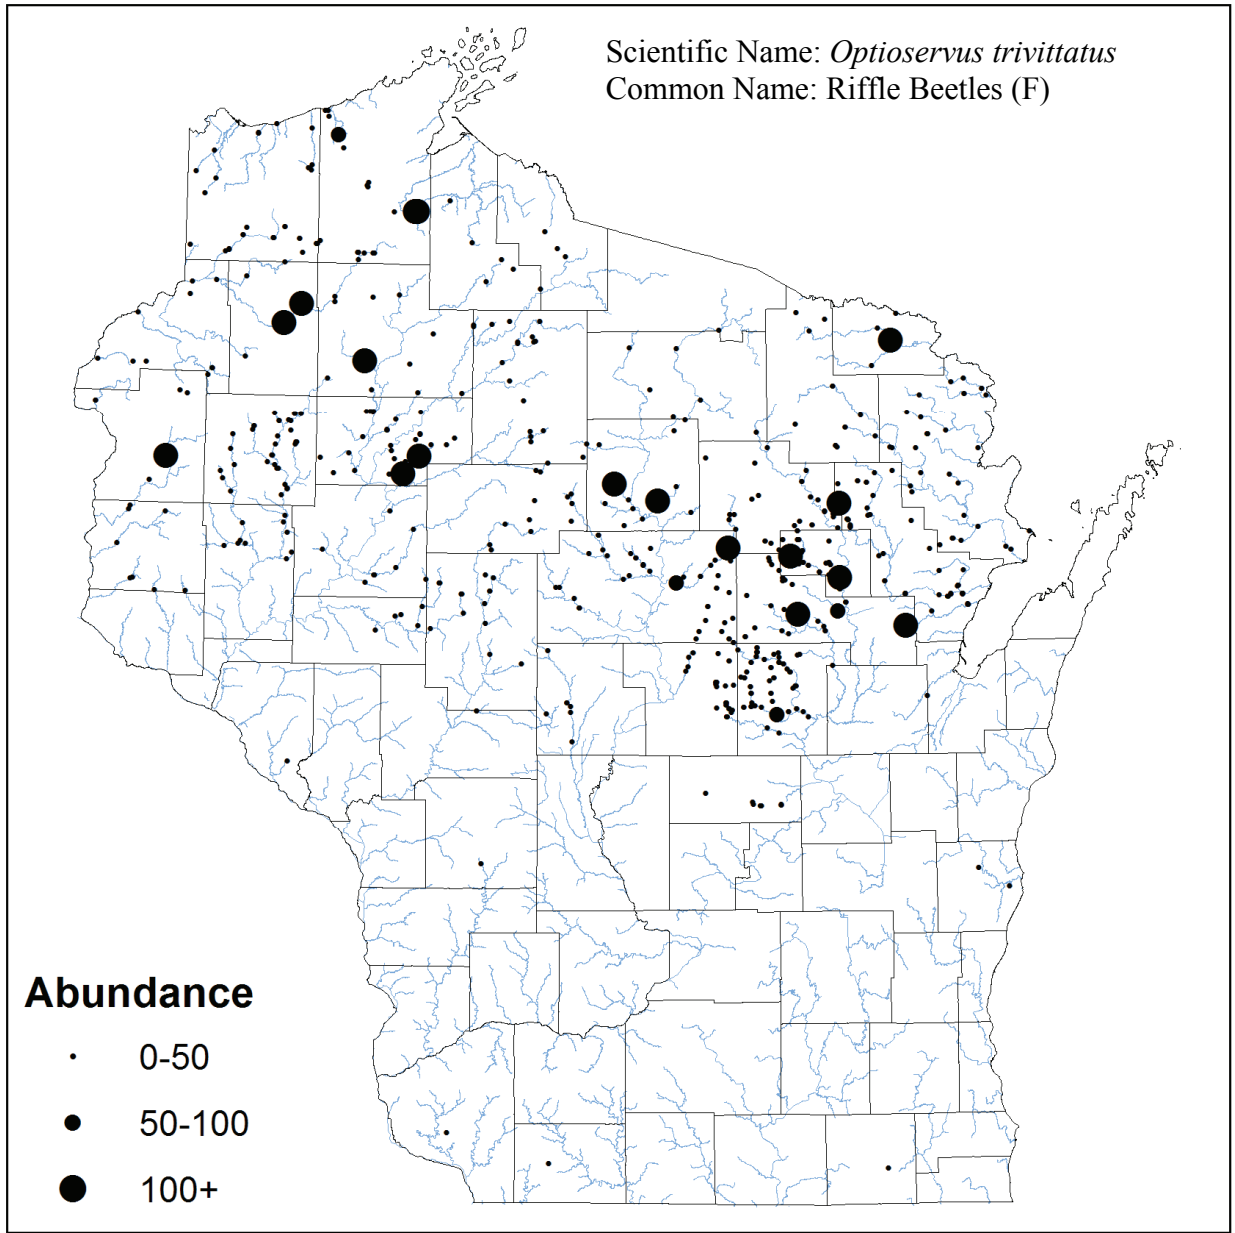 Scientific Name: Optioservus trivittatus
Common Name: Riffle Beetles (F)
Abundance
0-50
50-100
100+